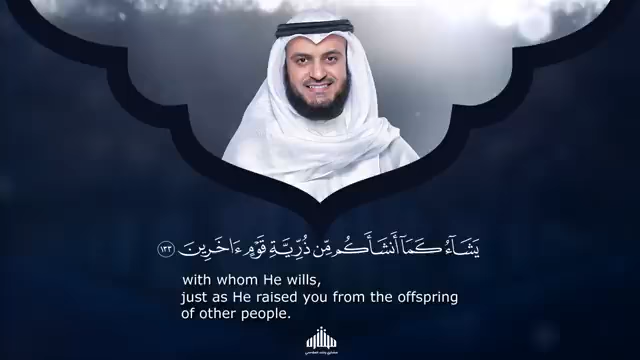 يَشَآءُ كَمَآ أَنشَأَكُم مِّن ذُرِّيَّةِ قَوْمٍ ءَاخَرِينَ ١٣٣
with whom He wills,
just as He raised you from the offspring
of other people.